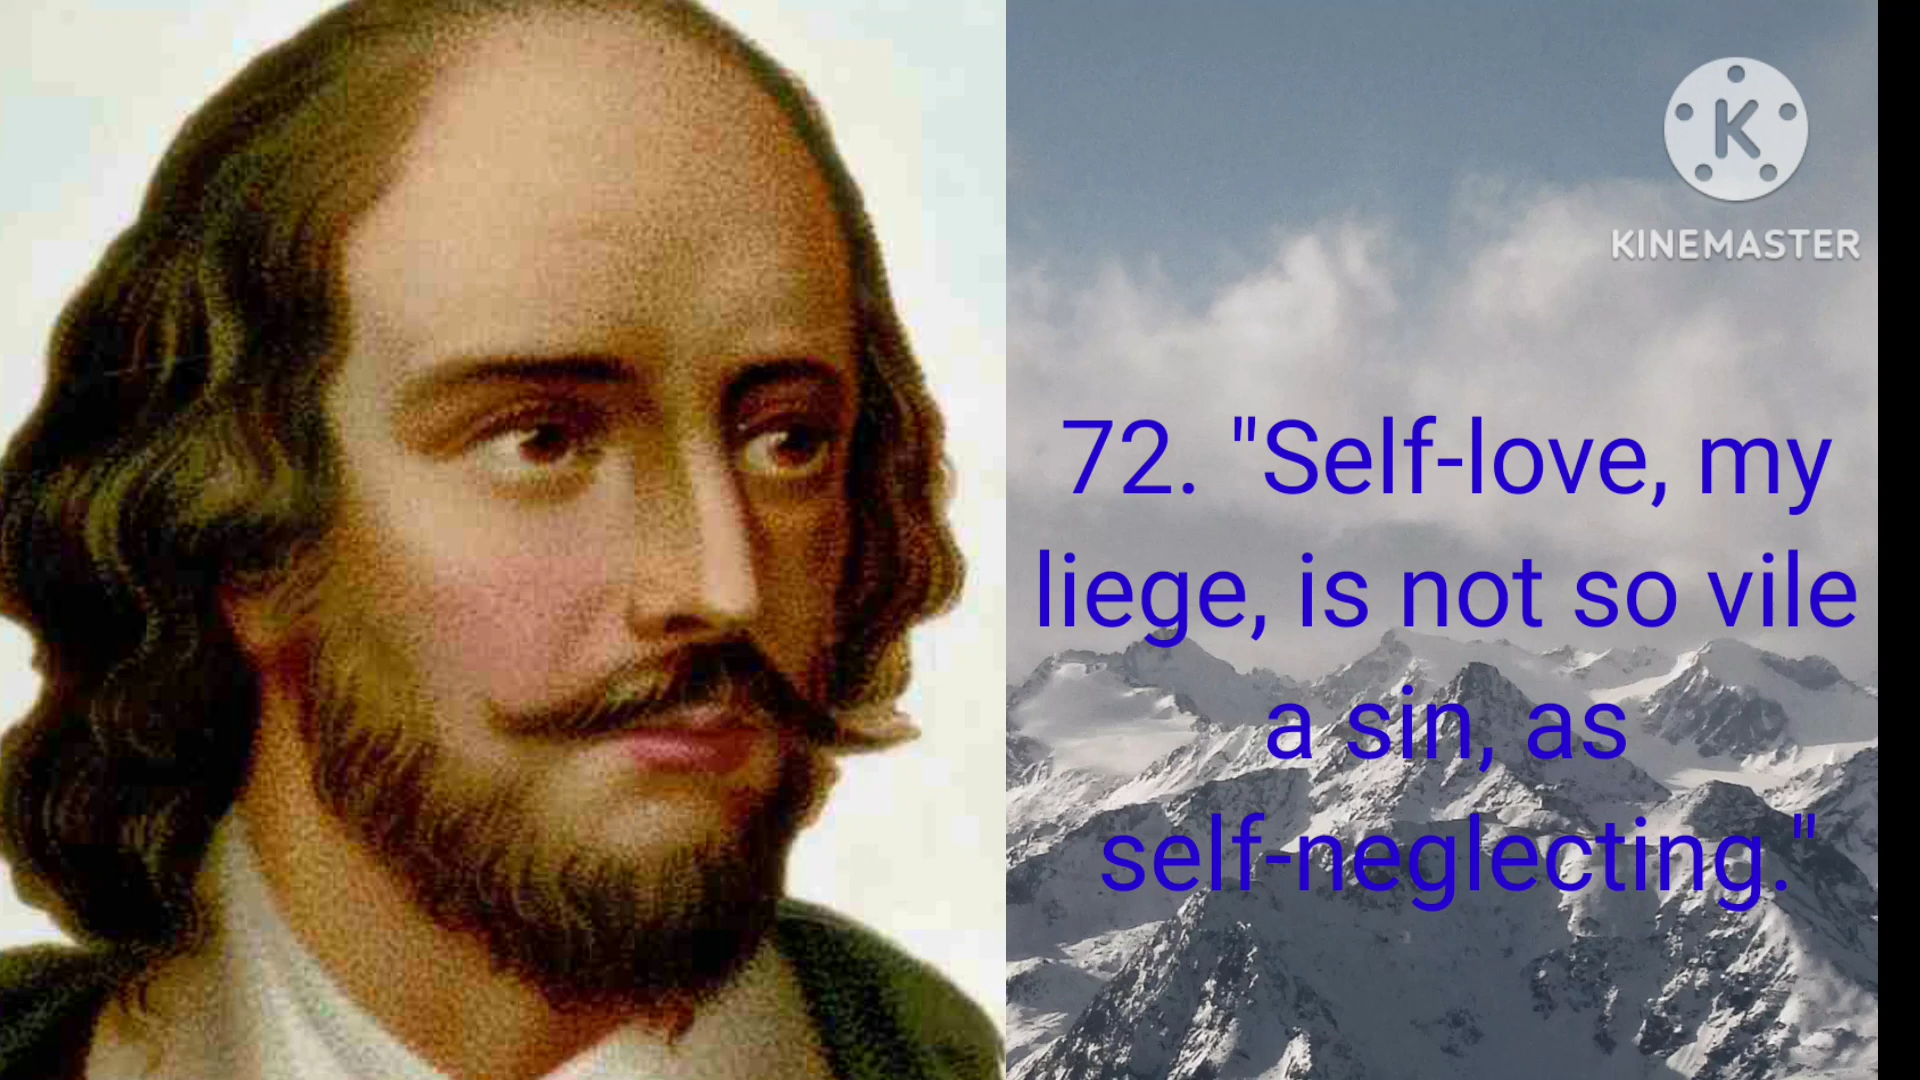 KINEMASTER
72. "Self-love, my
liege, is not so vile
a sin, as
self-neglecting."